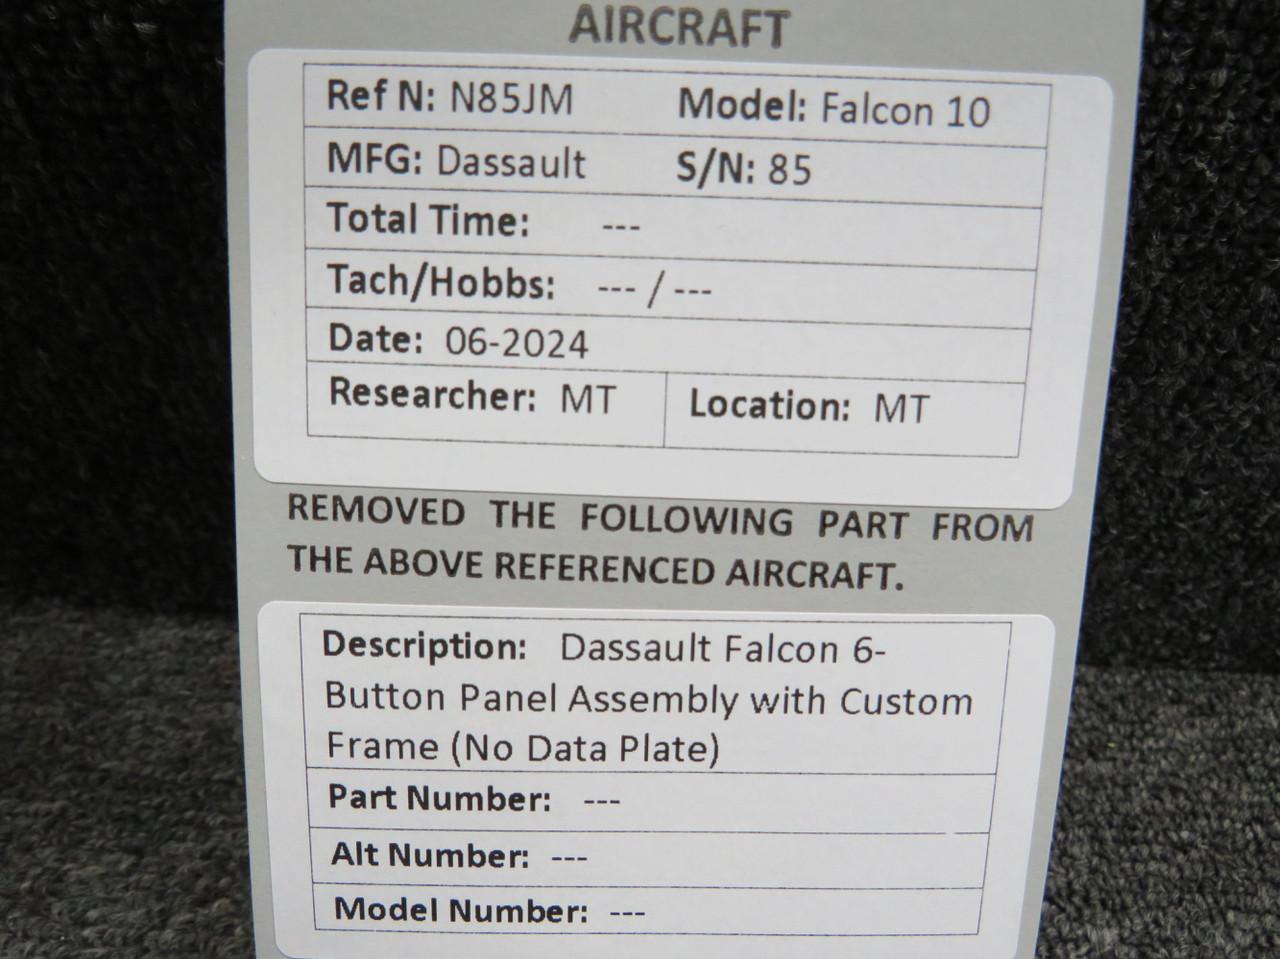 AIRCRAFT
Ref N: N85JM Model: Falcon 10
MFG: Dassault S/N: 85
Total Time: ---
Tach/Hobbs: --- / ---
Date: 06-2024
Researcher: MT Location: MT
REMOVED THE FOLLOWING PART FROM
THE ABOVE REFERENCED AIRCRAFT.
Description: Dassault Falcon 6-
Button Panel Assembly with Custom
Frame (No Data Plate)
Part Number: ---
Alt Number: ---
Model Number: ---